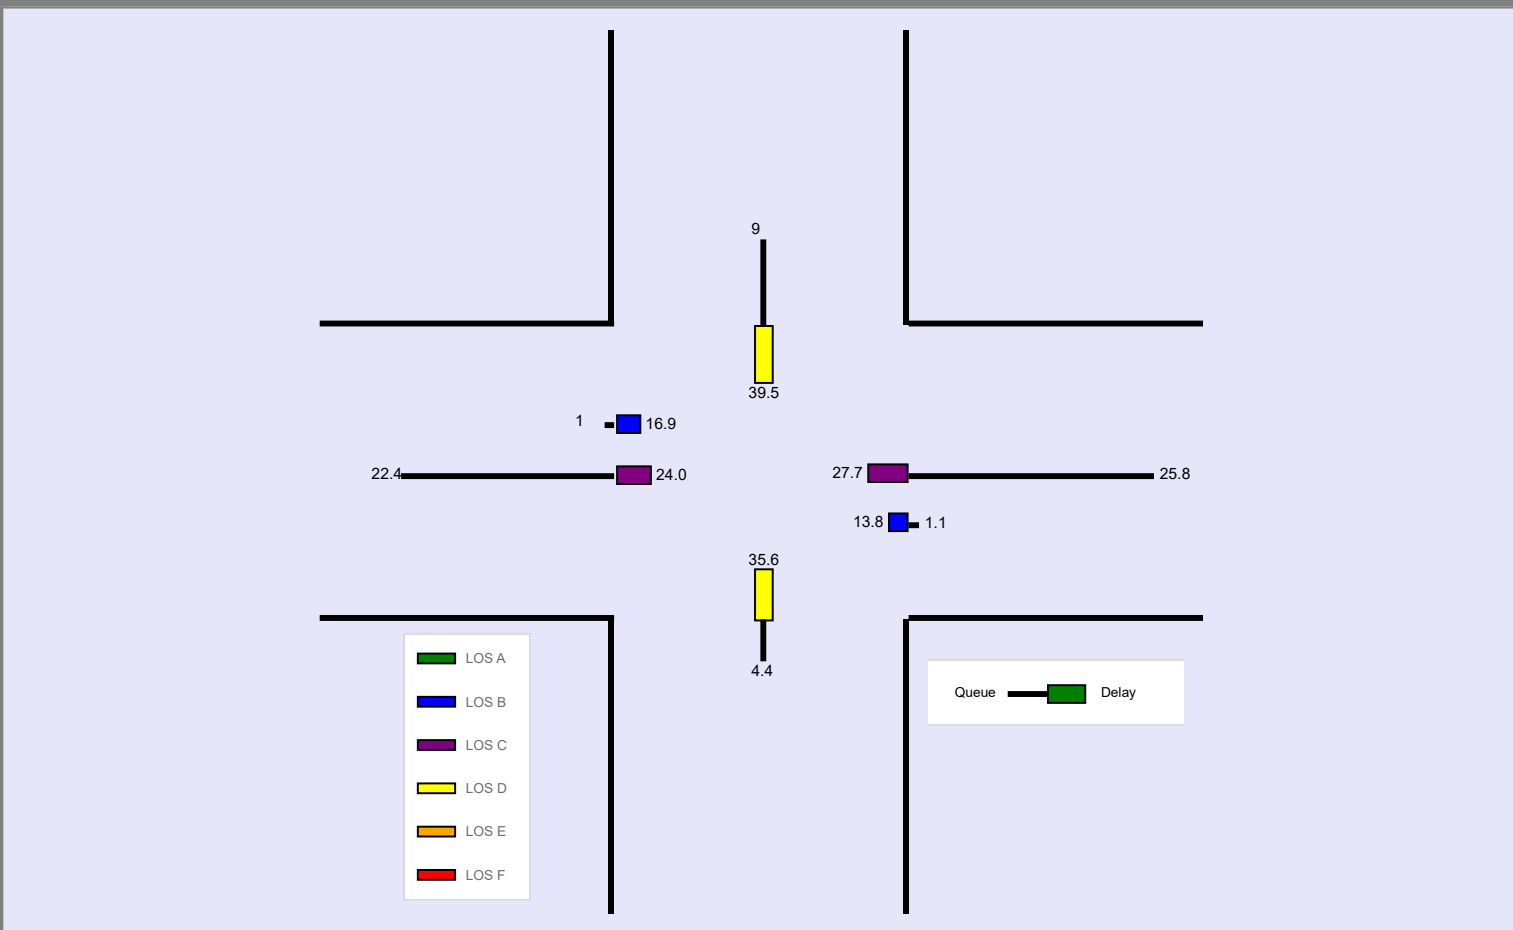 9
39.5
1 16.9
22.4 24.0
27.7 25.8
13.8 1.1
35.6
4.4
LOS A
LOS B
LOS C
LOS D
LOS E
LOS F
Queue Delay